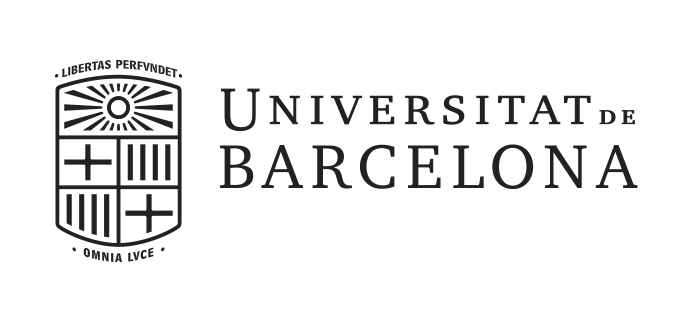 · LIBERTAS PERFVNDET ·
· OMNIA LVCE ·
UNIVERSITAT DE
BARCELONA